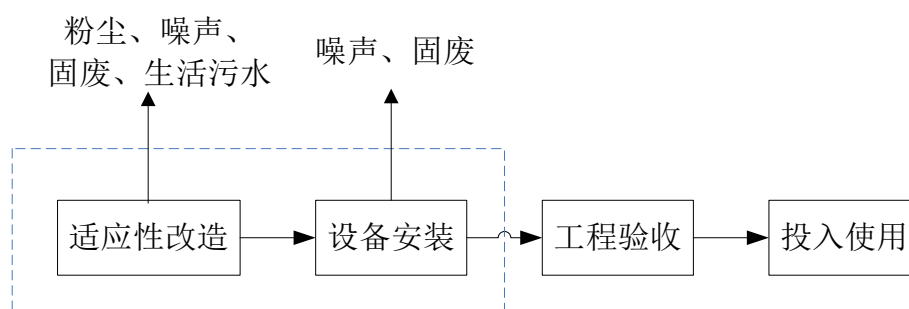 粉尘、噪声、
固废、生活污水
噪声、固废
适应性改造
设备安装
工程验收
投入使用